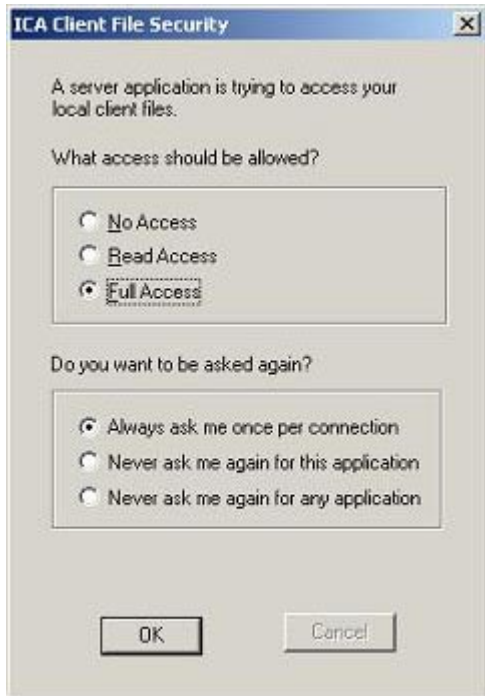 ICA Client File Security
A server application is trying to access your
local client files.
What access should be allowed?
No Access
Read Access
Full Access
Do you want to be asked again?
Always ask me once per connection
Never ask me again for this application
Never ask me again for any application
OK
Cancel